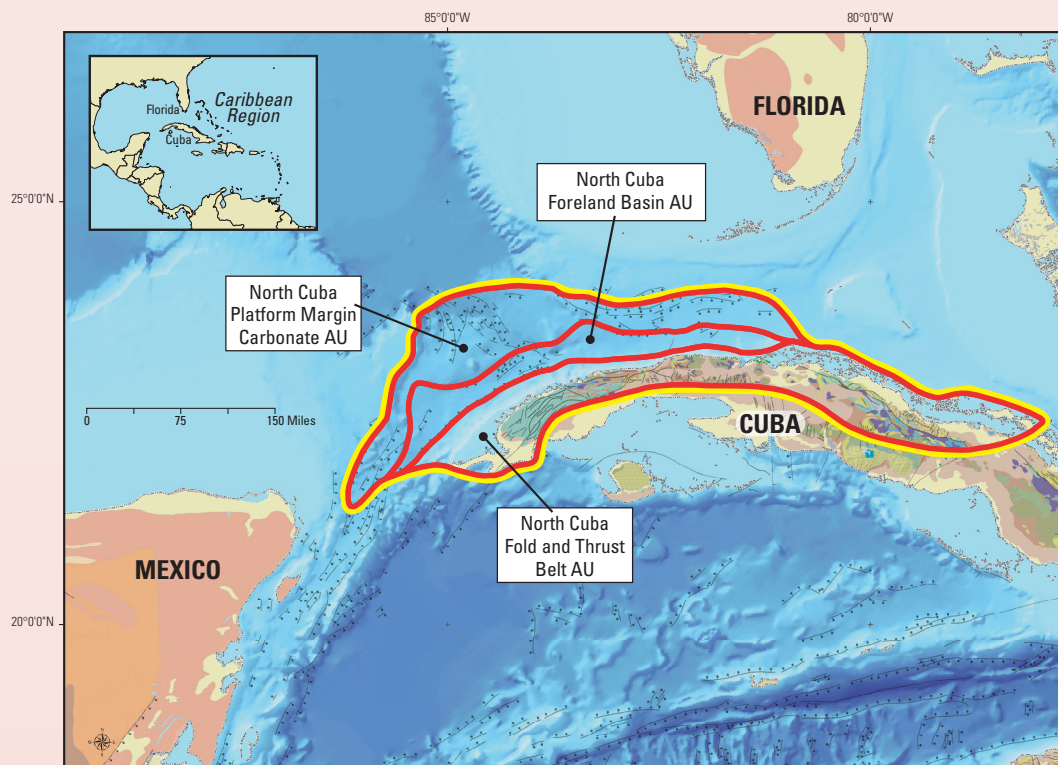 85°0'0"W
80°0'0"W
Florida
Caribbean
Region
Cuba
FLORIDA
25°0'0"N
North Cuba
Foreland Basin AU
North Cuba
Platform Margin
Carbonate AU
0
75
150 Miles
CUBA
North Cuba
Fold and Thrust
Belt AU
MEXICO
20°0'0"N